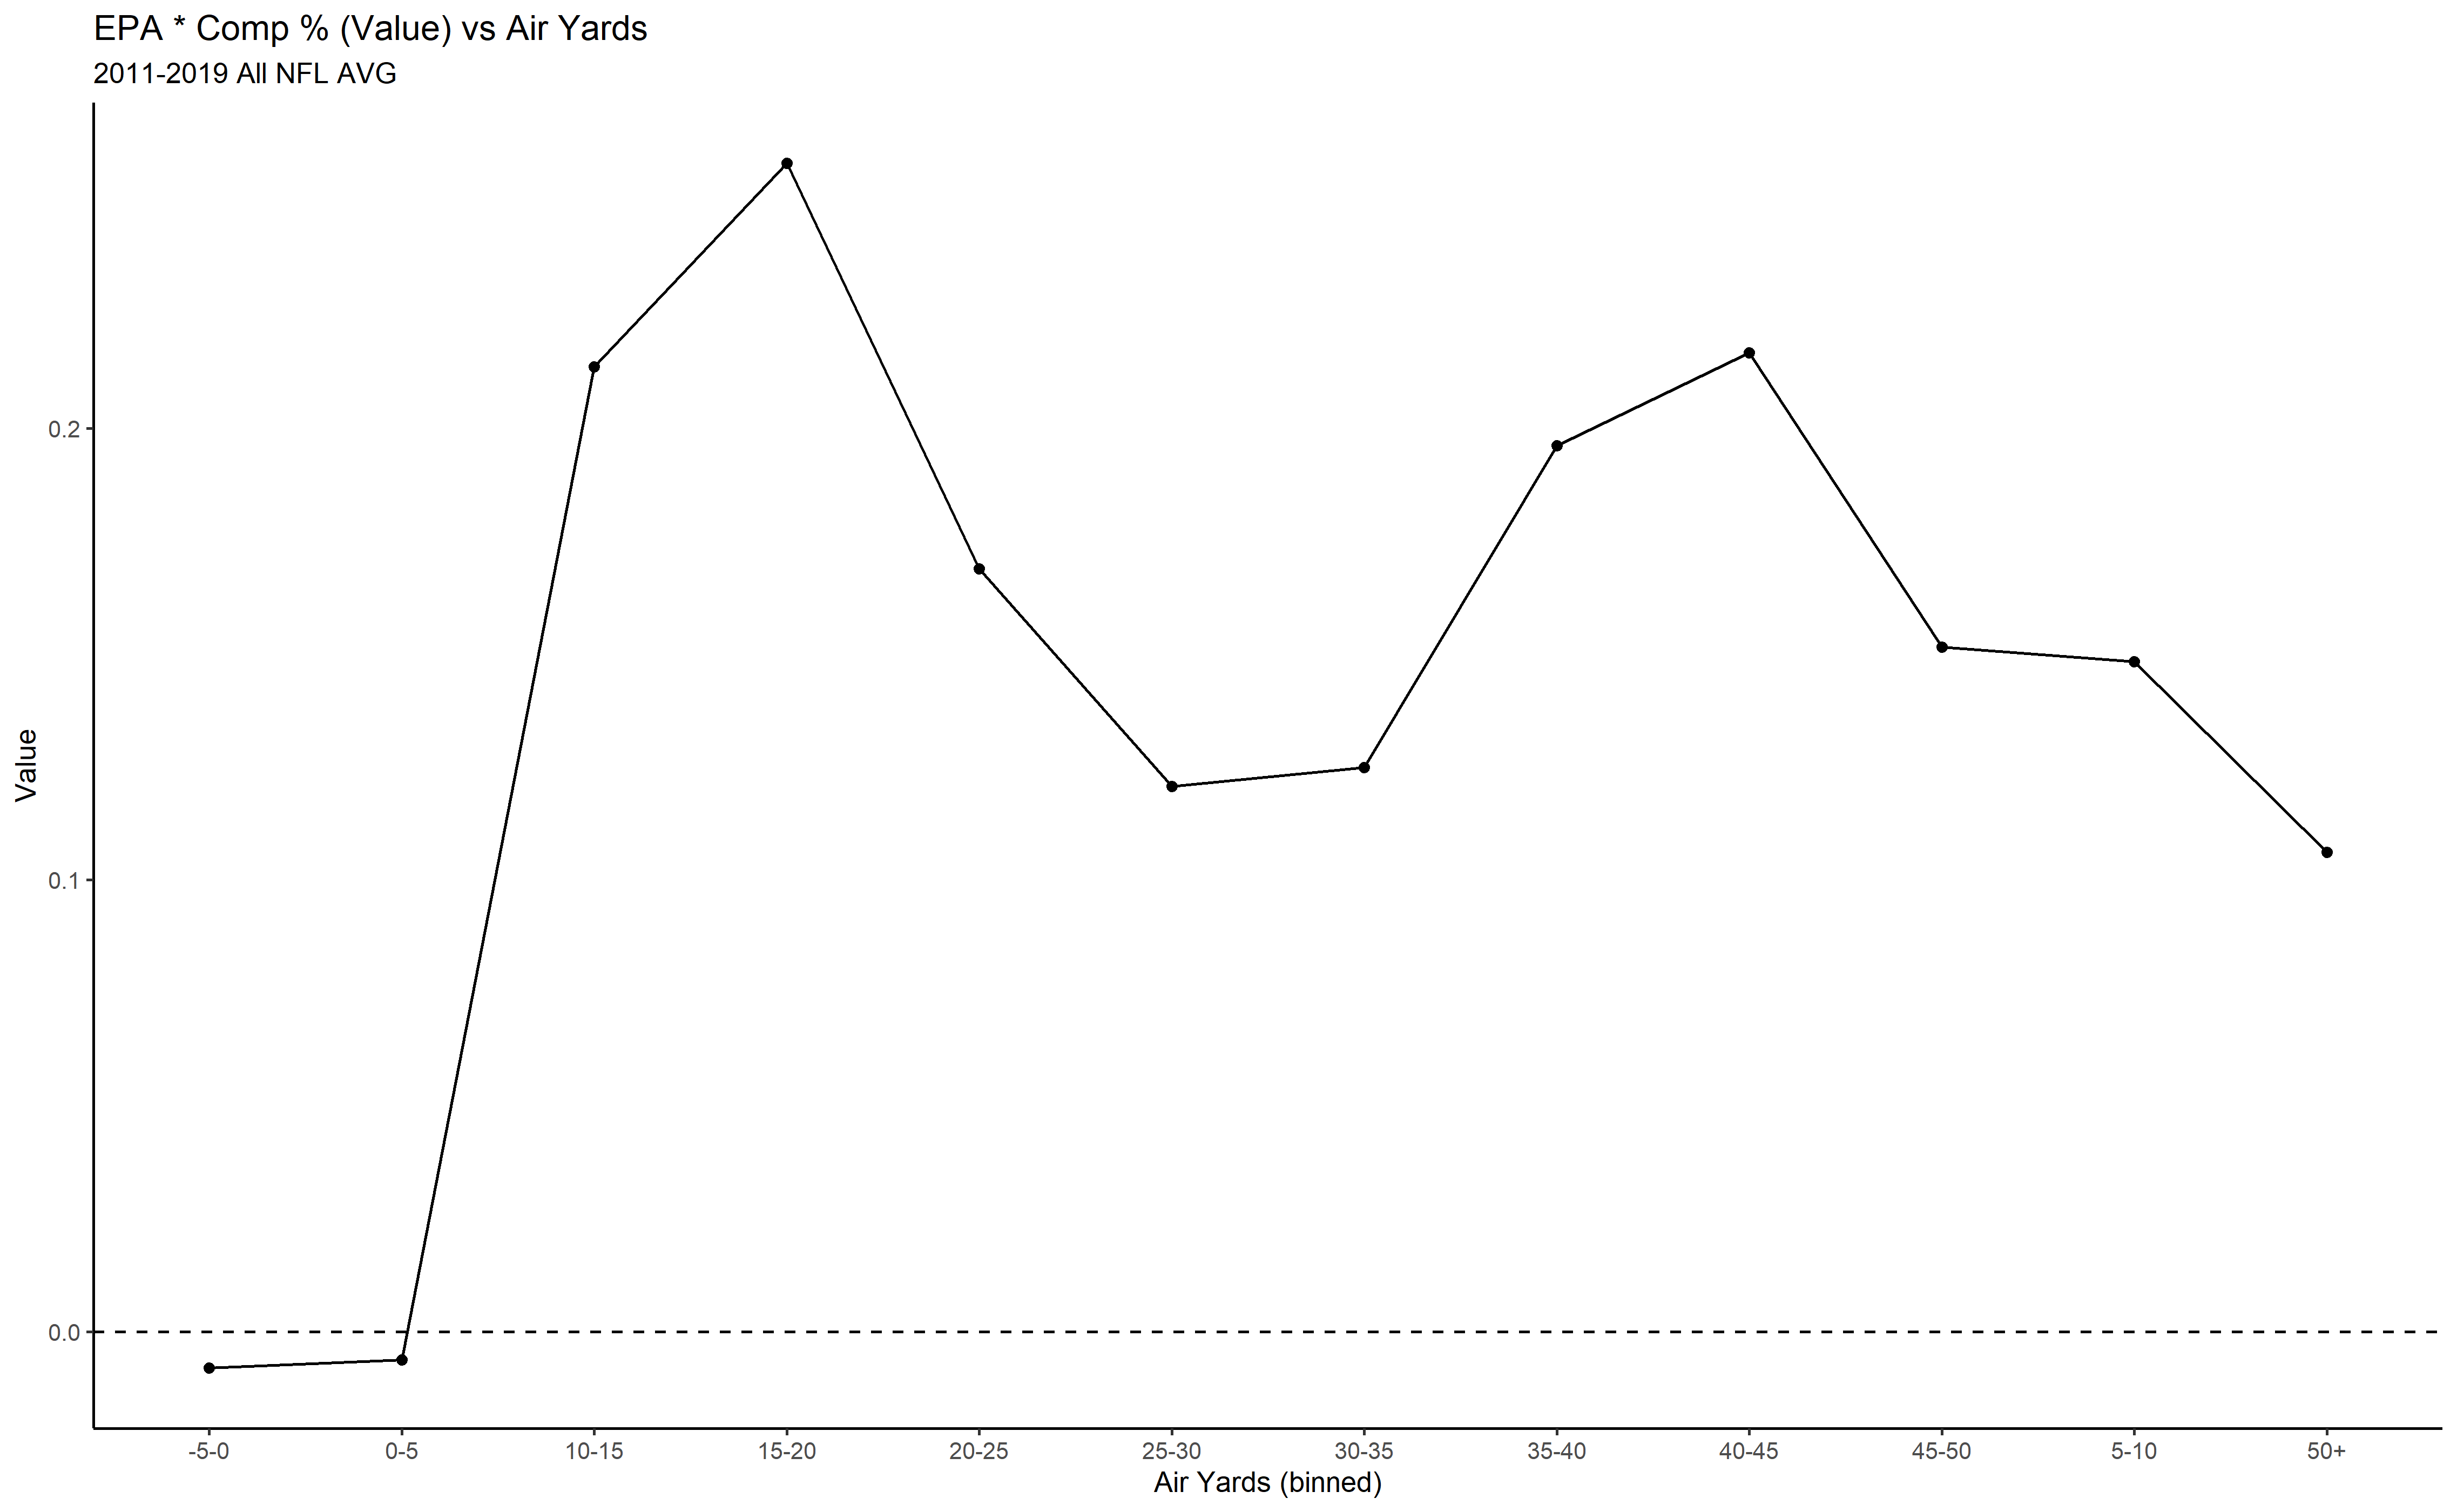 EPA * Comp % (Value) vs Air Yards
2011-2019 All NFL AVG
Value
0.2
0.1
0.0
-5-0 0-5 10-15 15-20 20-25 25-30 30-35 35-40 40-45 45-50 5-10 50+
Air Yards (binned)